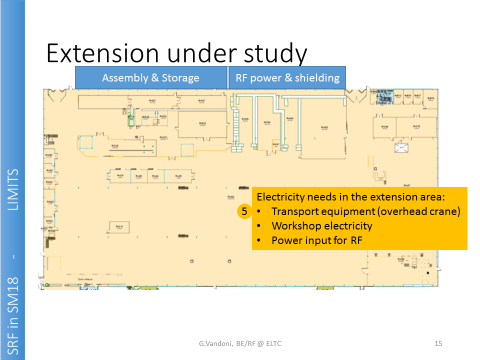 Extension under study
Assembly & Storage
RF power & shielding
Electricity needs in the extension area:
5
• Transport equipment (overhead crane)
• Workshop electricity
• Power input for RF
SRF in SM18 - LIMITS
G.Vandoni, BE/RF @ ELTC
15